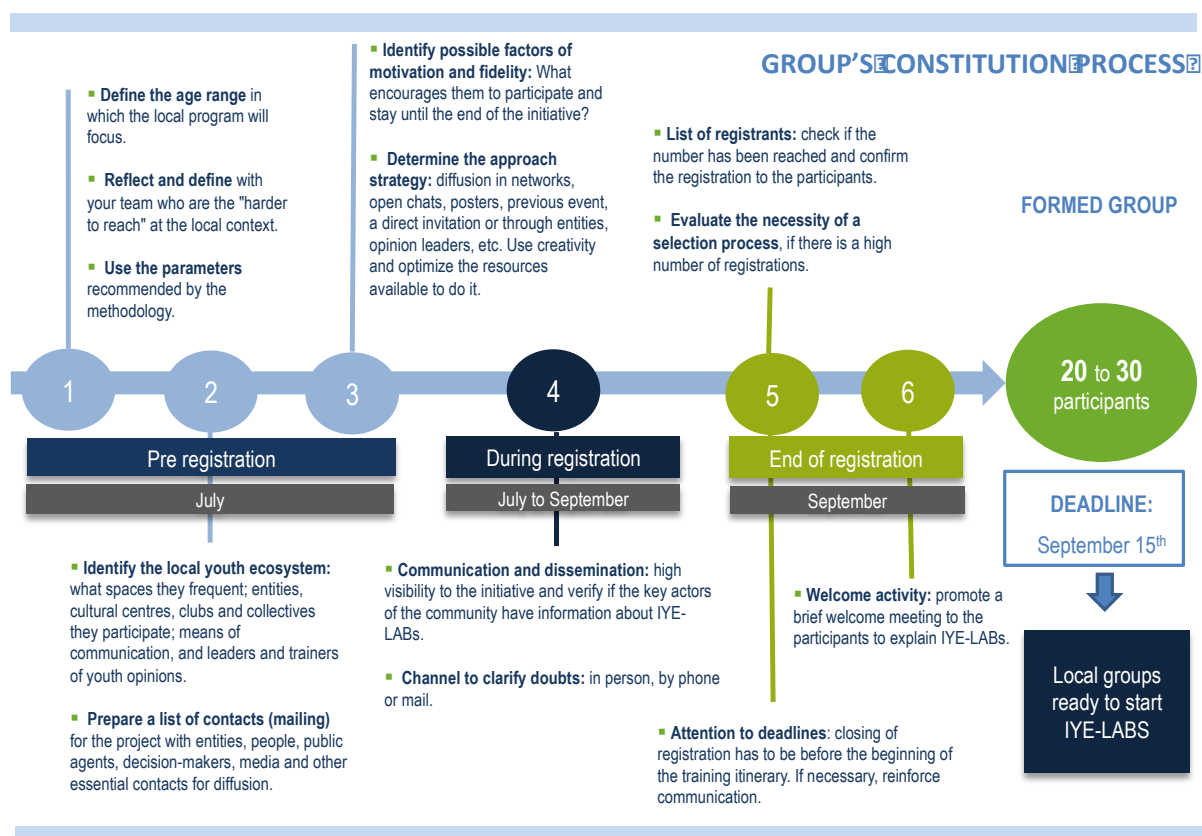 GROUP'S⍰CONSTITUTION⍰PROCESS⍰
▪ Define the age range in
which the local program will
focus.
▪ Reflect and define with
your team who are the "harder
to reach" at the local context.
▪ Use the parameters
recommended by the
methodology.
▪ Identify possible factors of
motivation and fidelity: What
encourages them to participate and
stay until the end of the initiative?
▪ Determine the approach
strategy: diffusion in networks,
open chats, posters, previous event,
a direct invitation or through entities,
opinion leaders, etc. Use creativity
and optimize the resources
available to do it.
▪ List of registrants: check if the
number has been reached and confirm
the registration to the participants.
▪ Evaluate the necessity of a
selection process, if there is a high
number of registrations.
FORMED GROUP
1
2
3
4
5
6
20 to 30
participants
Pre registration
July
During registration
July to September
End of registration
September
DEADLINE:
September 15th
▪ Identify the local youth ecosystem:
what spaces they frequent; entities,
cultural centres, clubs and collectives
they participate; means of
communication, and leaders and trainers
of youth opinions.
▪ Prepare a list of contacts (mailing)
for the project with entities, people, public
agents, decision-makers, media and other
essential contacts for diffusion.
▪ Communication and dissemination: high
visibility to the initiative and verify if the key actors
of the community have information about IYE-
LABs.
▪ Channel to clarify doubts: in person, by phone
or mail.
▪ Welcome activity: promote a
brief welcome meeting to the
participants to explain IYE-LABs.
▪ Attention to deadlines: closing of
registration has to be before the beginning of
the training itinerary. If necessary, reinforce
communication.
Local groups
ready to start
IYE-LABS